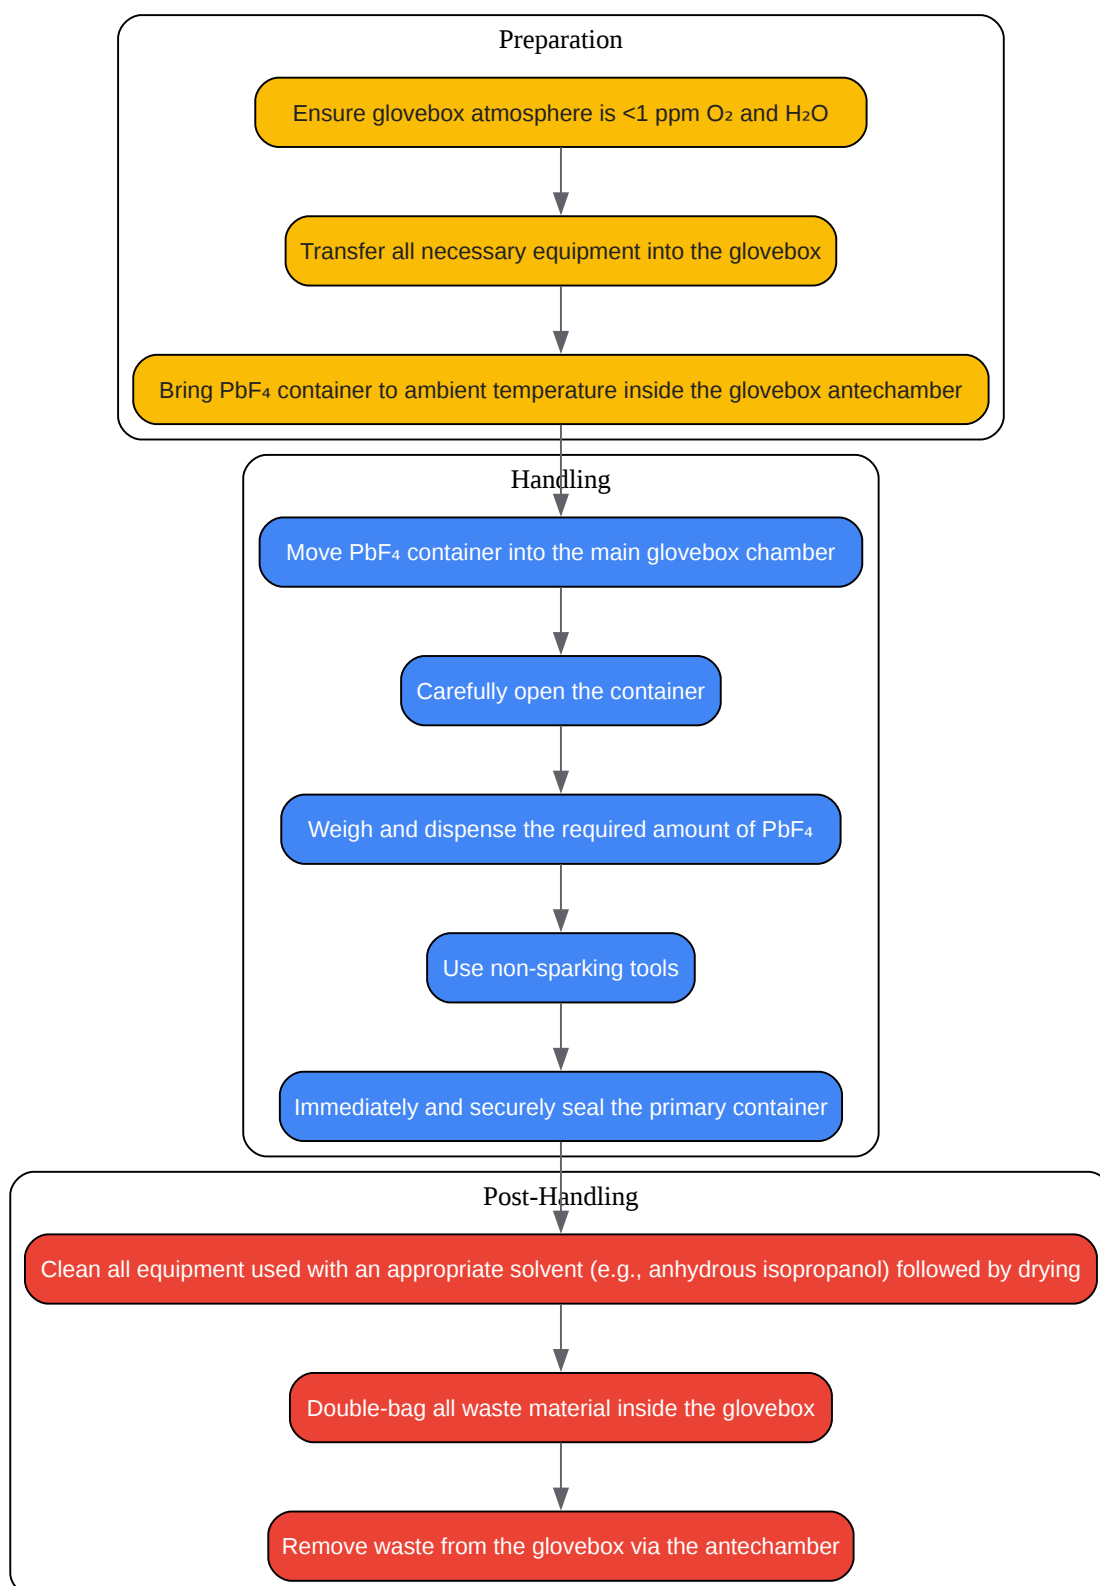 Preparation
Ensure glovebox atmosphere is <1 ppm O₂ and H₂O
Transfer all necessary equipment into the glovebox
Bring PbF₄ container to ambient temperature inside the glovebox antechamber
Handling
Move PbF₄ container into the main glovebox chamber
Carefully open the container
Weigh and dispense the required amount of PbF₄
Use non-sparking tools
Immediately and securely seal the primary container
Post-Handling
Clean all equipment used with an appropriate solvent (e.g., anhydrous isopropanol) followed by drying
Double-bag all waste material inside the glovebox
Remove waste from the glovebox via the antechamber